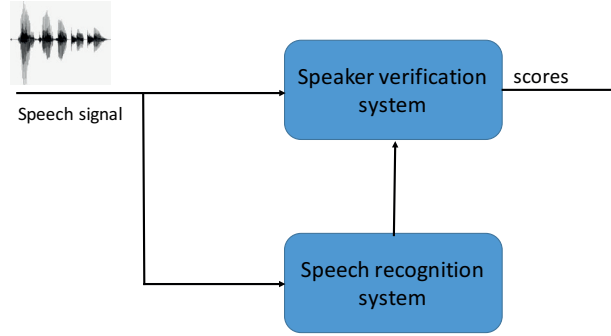 Speech signal
Speaker verification
system
scores
Speech recognition
system